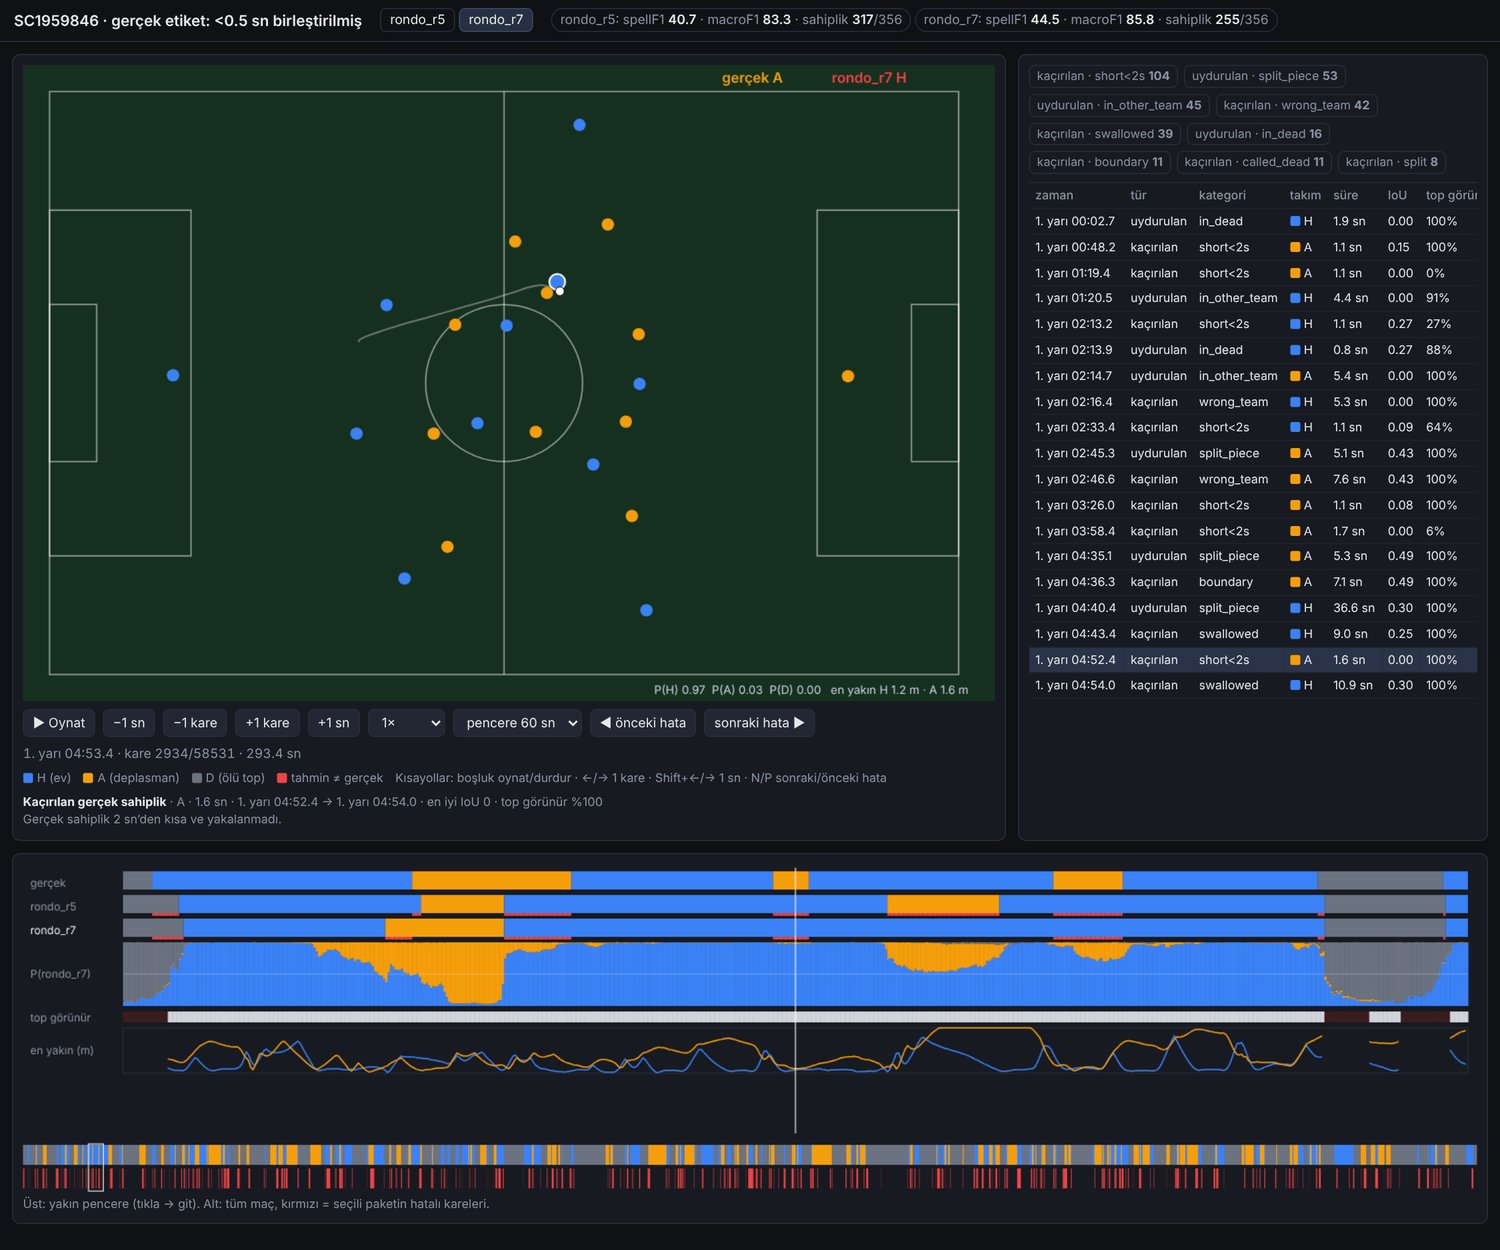 SC1959846 · gerçek etiket: <0.5 sn birleştirilmiş
rondo_r5
rondo_r7
rondo_r5: spellF1 40.7 · macroF1 83.3 · sahiplik 317/356
rondo_r7: spellF1 44.5 · macroF1 85.8 · sahiplik 255/356
gerçek A
rondo_r7 H
P(H) 0.97 P(A) 0.03 P(D) 0.00 en yakın H 1.2 m · A 1.6 m
▶ Oynat
−1 sn
−1 kare
+1 kare
+1 sn
1×
pencere 60 sn
◀ önceki hata
sonraki hata ▶
1. yarı 04:53.4 · kare 2934/58531 · 293.4 sn
H (ev) A (deplasman) D (ölü top) tahmin ≠ gerçek Kısayollar: boşluk oynat/durdur · ←/→ 1 kare · Shift+←/→ 1 sn · N/P sonraki/önceki hata
Kaçırılan gerçek sahiplik · A · 1.6 sn · 1. yarı 04:52.4 → 1. yarı 04:54.0 · en iyi IoU 0 · top görünür %100
Gerçek sahiplik 2 sn'den kısa ve yakalanmadı.
kaçırılan · short<2s 104
uydurulan · split_piece 53
uydurulan · in_other_team 45
kaçırılan · wrong_team 42
kaçırılan · swallowed 39
uydurulan · in_dead 16
kaçırılan · boundary 11
kaçırılan · called_dead 11
kaçırılan · split 8
zaman tür kategori takım süre IoU top görür
1. yarı 00:02.7 uydurulan in_dead H 1.9 sn 0.00 100%
1. yarı 00:48.2 kaçırılan short<2s A 1.1 sn 0.15 100%
1. yarı 01:19.4 kaçırılan short<2s A 1.1 sn 0.00 0%
1. yarı 01:20.5 uydurulan in_other_team H 4.4 sn 0.00 91%
1. yarı 02:13.2 kaçırılan short<2s H 1.1 sn 0.27 27%
1. yarı 02:13.9 uydurulan in_dead H 0.8 sn 0.27 88%
1. yarı 02:14.7 uydurulan in_other_team A 5.4 sn 0.00 100%
1. yarı 02:16.4 kaçırılan wrong_team H 5.3 sn 0.00 100%
1. yarı 02:33.4 kaçırılan short<2s H 1.1 sn 0.09 64%
1. yarı 02:45.3 uydurulan split_piece A 5.1 sn 0.43 100%
1. yarı 02:46.6 kaçırılan wrong_team A 7.6 sn 0.43 100%
1. yarı 03:26.0 kaçırılan short<2s A 1.1 sn 0.08 100%
1. yarı 03:58.4 kaçırılan short<2s A 1.7 sn 0.00 6%
1. yarı 04:35.1 uydurulan split_piece A 5.3 sn 0.49 100%
1. yarı 04:36.3 kaçırılan boundary A 7.1 sn 0.49 100%
1. yarı 04:40.4 uydurulan split_piece H 36.6 sn 0.30 100%
1. yarı 04:43.4 kaçırılan swallowed H 9.0 sn 0.25 100%
1. yarı 04:52.4 kaçırılan short<2s A 1.6 sn 0.00 100%
1. yarı 04:54.0 kaçırılan swallowed H 10.9 sn 0.30 100%
gerçek
rondo_r5
rondo_r7
P(rondo_r7)
top görünür
en yakın (m)
Üst: yakın pencere (tıkla → git). Alt: tüm maç, kırmızı = seçili paketin hatalı kareleri.